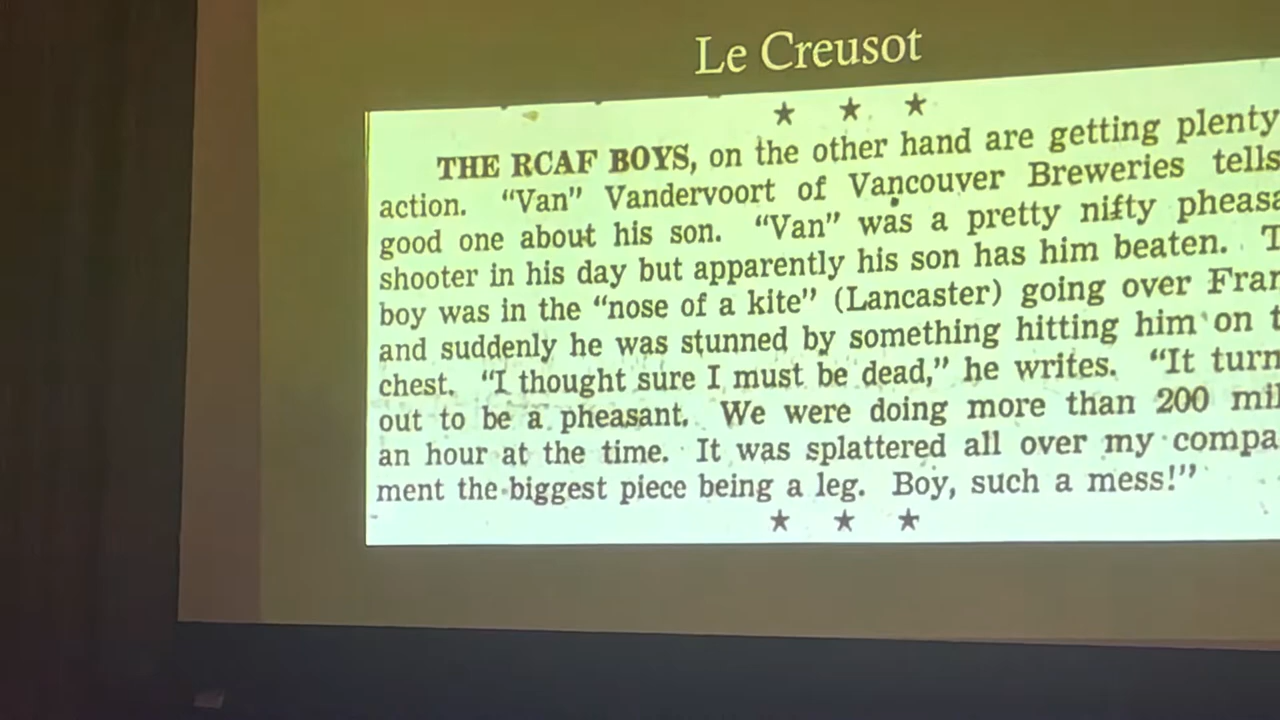 Le Creusot
★ ★ ★
THE RCAF BOYS, on the other hand are getting plenty
action. "Van" Vandervoort of Vancouver Breweries tells
good one about his son. "Van" was a pretty nifty pheasa
shooter in his day but apparently his son has him beaten. T
boy was in the "nose of a kite" (Lancaster) going over Fran
and suddenly he was stunned by something hitting him on t
chest. "I thought sure I must be dead," he writes. "It turn
out to be a pheasant. We were doing more than 200 mil
an hour at the time. It was splattered all over my compa
ment the biggest piece being a leg. Boy, such a mess!"
★ ★ ★